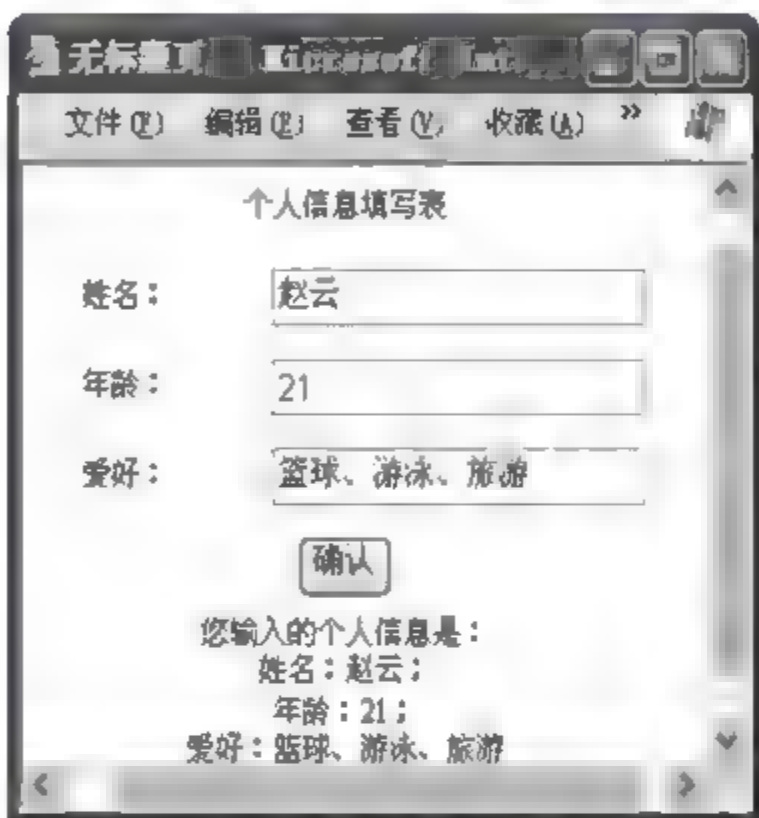 无标题页 Microsoft Int
文件(F) 编辑(E) 查看(V) 收藏(A) »
个人信息填写表
姓名： 赵云
年龄： 21
爱好： 篮球、游泳、旅游
确认
您输入的个人信息是：
姓名：赵云；
年龄：21；
爱好：篮球、游泳、旅游